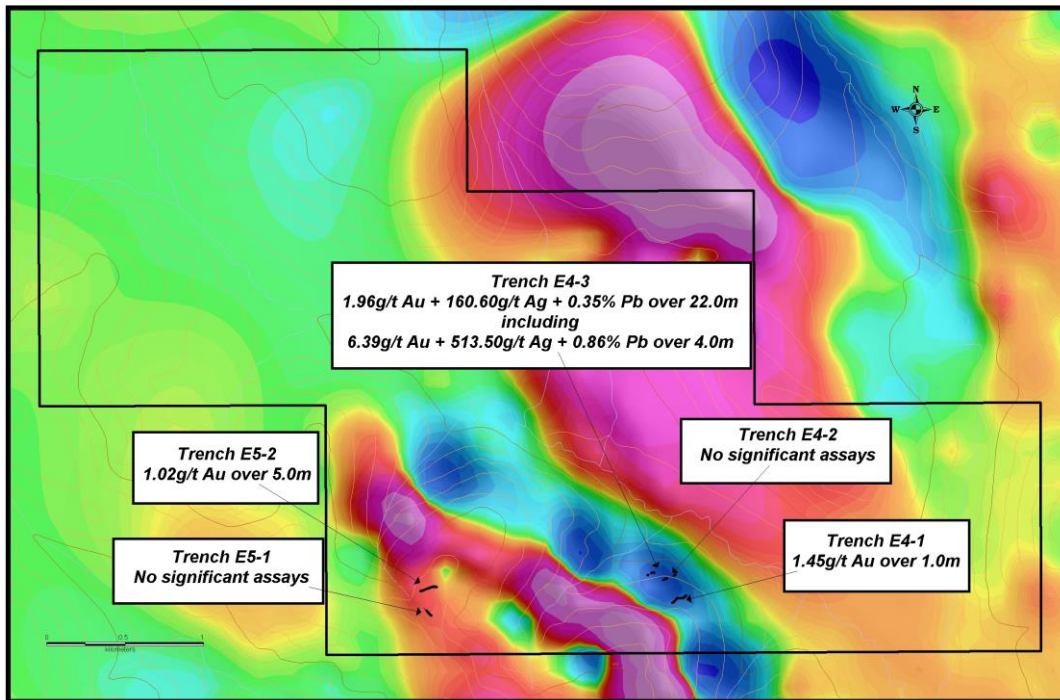 N
W E
S
Trench E4-3
1.96g/t Au + 160.60g/t Ag + 0.35% Pb over 22.0m
including
6.39g/t Au + 513.50g/t Ag + 0.86% Pb over 4.0m
Trench E4-2
No significant assays
Trench E5-2
1.02g/t Au over 5.0m
Trench E4-1
1.45g/t Au over 1.0m
Trench E5-1
No significant assays
0 0.5 1
kilometers